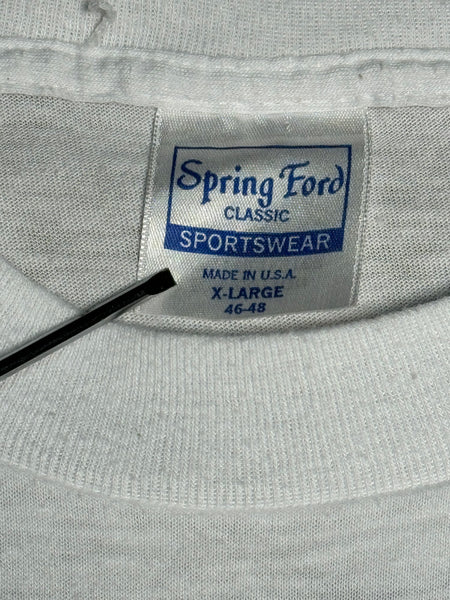 Spring Ford
CLASSIC
SPORTSWEAR
MADE IN U.S.A.
X-LARGE
46-48